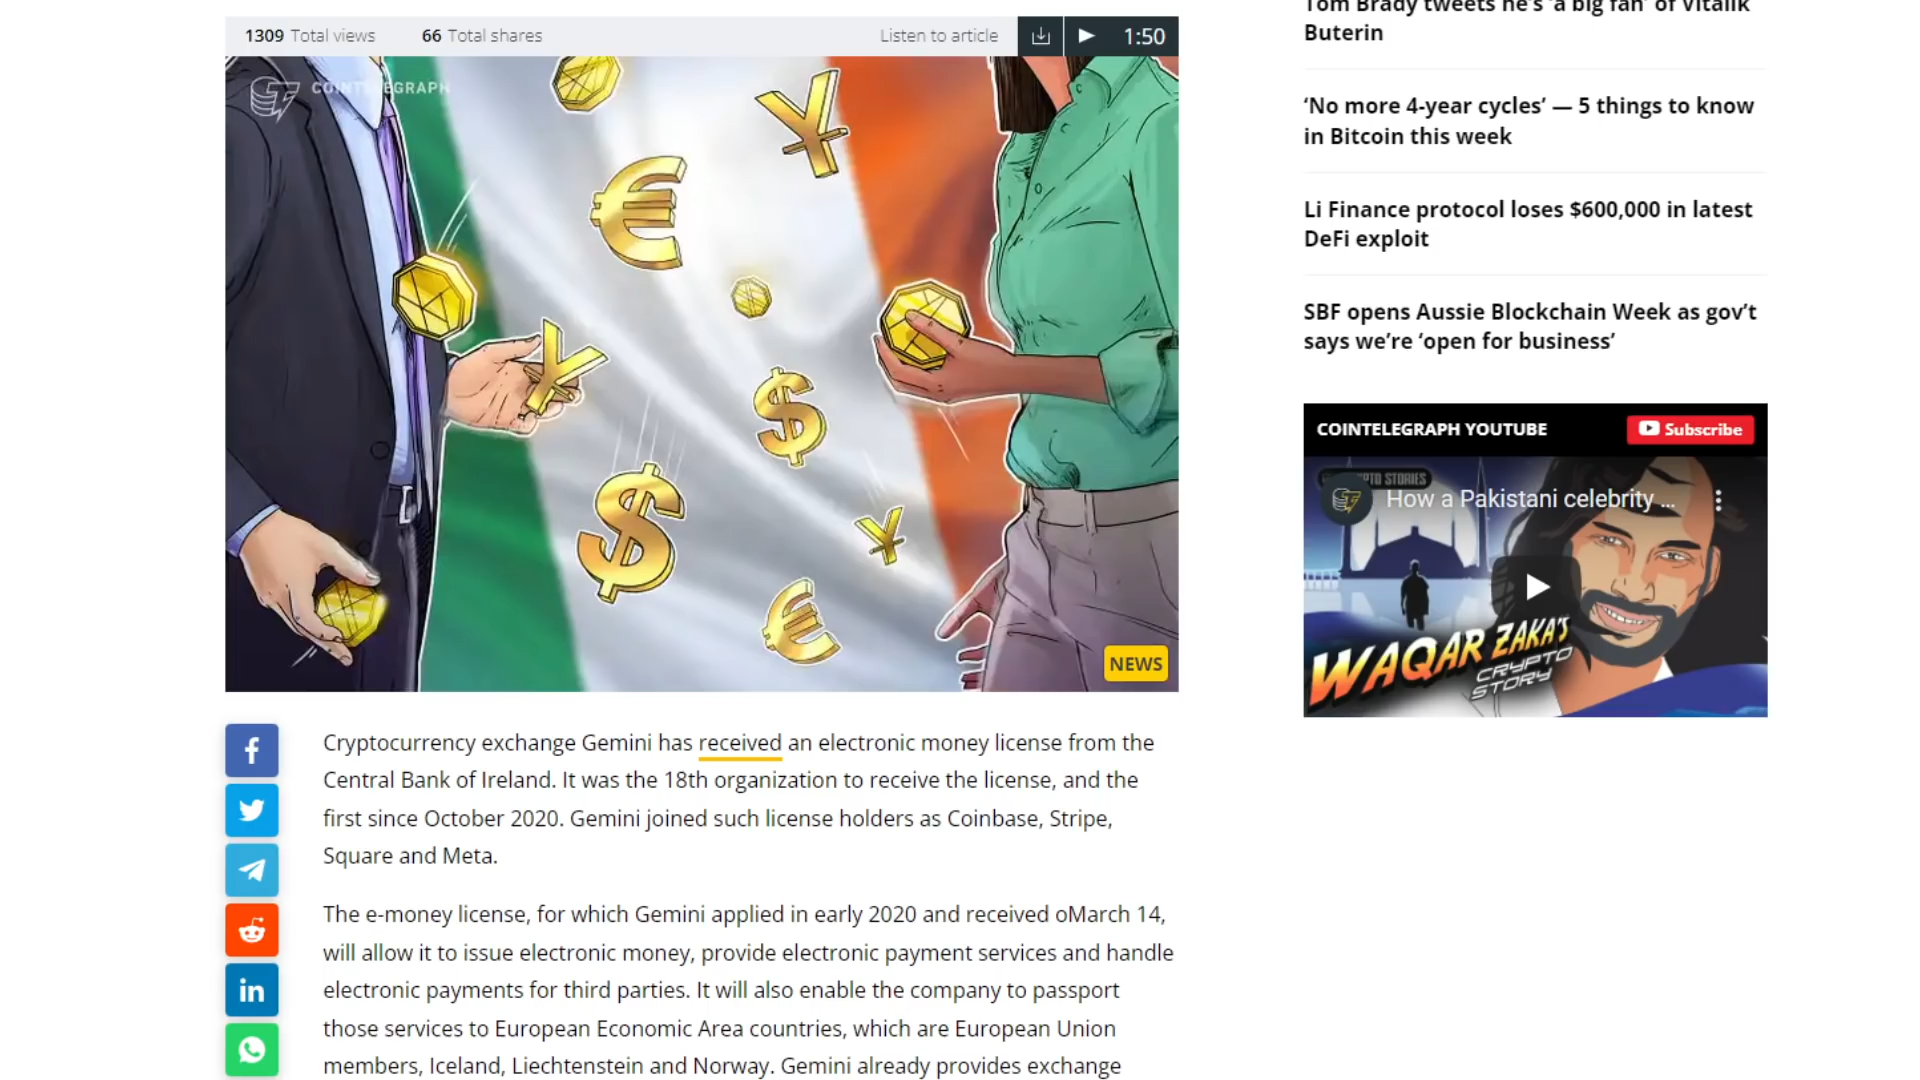 1309 Total views 66 Total shares Listen to article 1:50
COINTELEGRAPH
NEWS
Cryptocurrency exchange Gemini has received an electronic money license from the
Central Bank of Ireland. It was the 18th organization to receive the license, and the
first since October 2020. Gemini joined such license holders as Coinbase, Stripe,
Square and Meta.
The e-money license, for which Gemini applied in early 2020 and received oMarch 14,
will allow it to issue electronic money, provide electronic payment services and handle
electronic payments for third parties. It will also enable the company to passport
those services to European Economic Area countries, which are European Union
members, Iceland, Liechtenstein and Norway. Gemini already provides exchange
Tom Brady tweets he's 'a big fan' of Vitalik
Buterin
‘No more 4-year cycles’ — 5 things to know
in Bitcoin this week
Li Finance protocol loses $600,000 in latest
DeFi exploit
SBF opens Aussie Blockchain Week as gov’t
says we’re ‘open for business’
COINTELEGRAPH YOUTUBE Subscribe
PTO STORIES
How a Pakistani celebrity ...
WAQAR ZAKA'S
CRYPTO
STORY